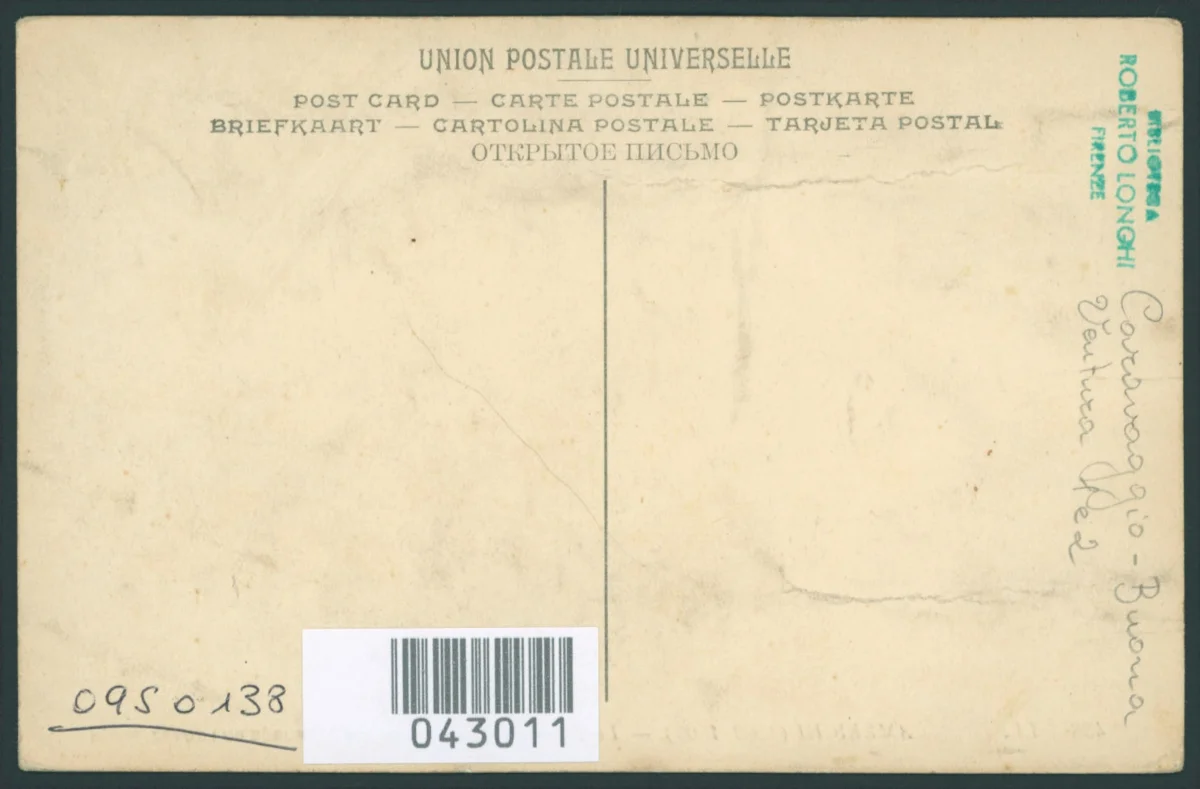 UNION POSTALE UNIVERSELLE
POST CARD — CARTE POSTALE — POSTKARTE
BRIEFKAART — CARTOLINA POSTALE — TARJETA POSTAL
ОТКРЫТОЕ ПИСЬМО
BIBLIOTECA
ROBERTO LONGHI
FIRENZE
Caravaggio - Buona
Ventura
0950138
043011